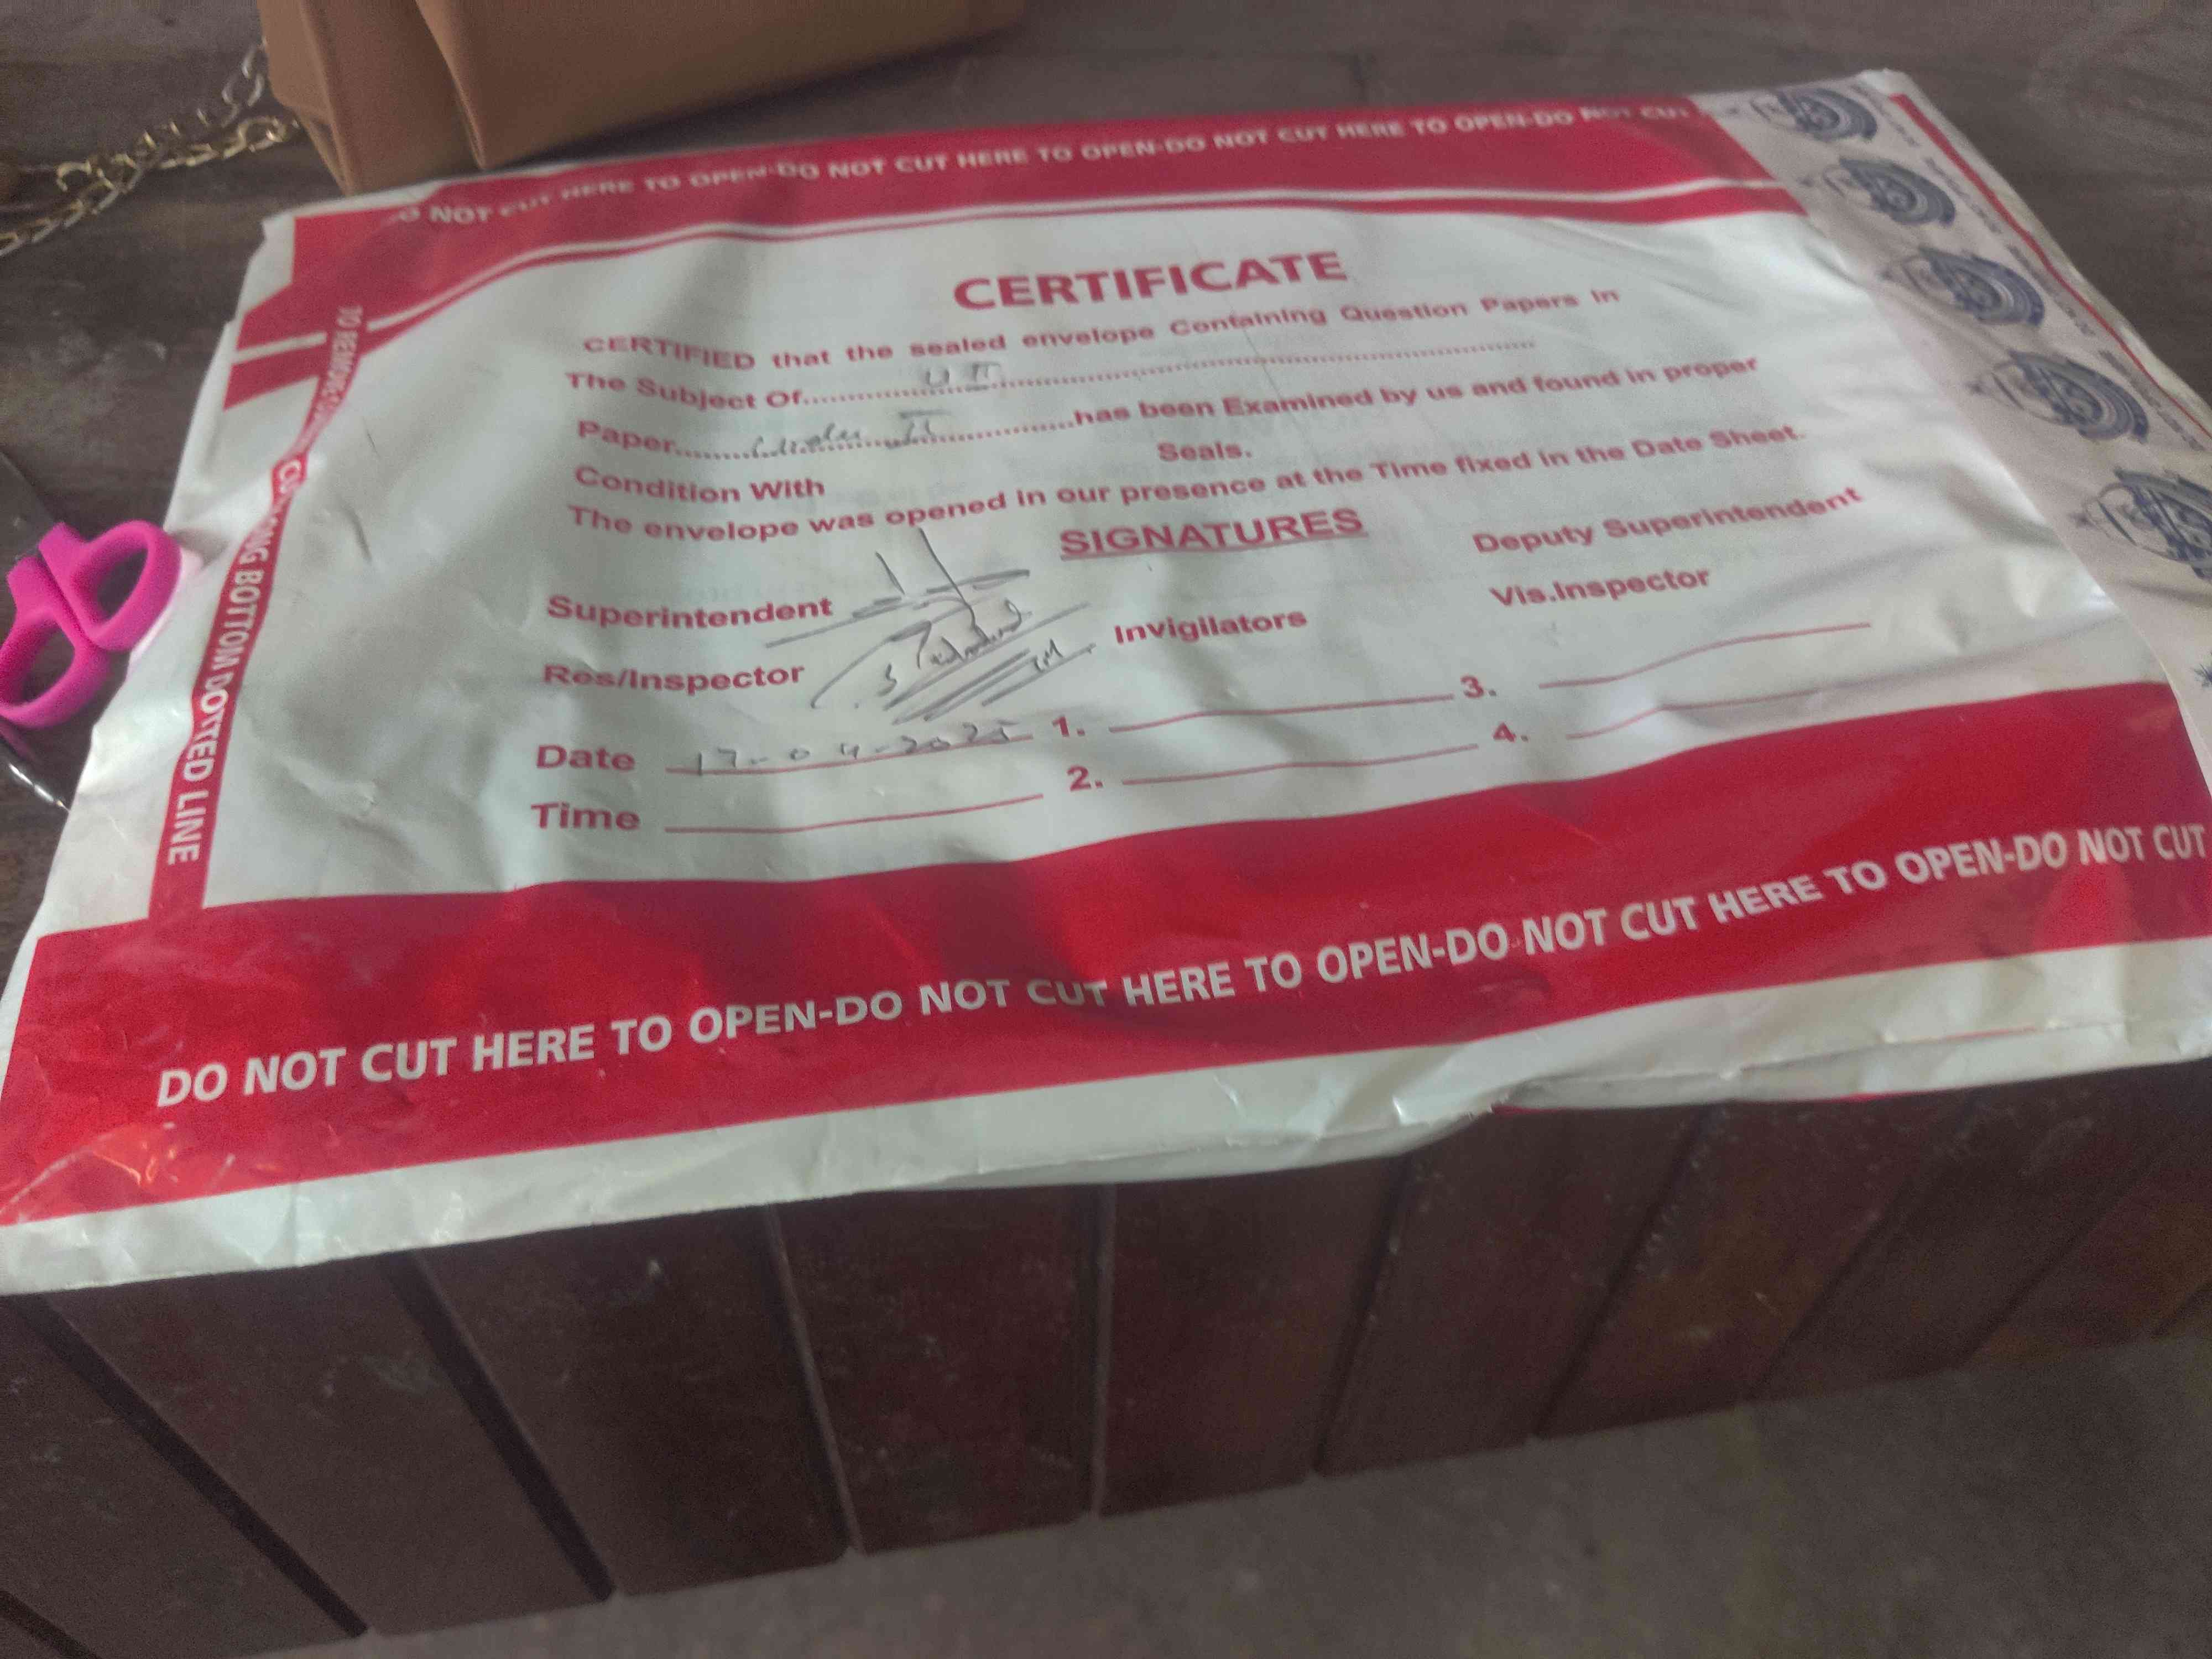 NOT CUT HERE TO OPEN-DO NOT CUT HERE TO OPEN-DO NOT CUT HERE TO OPEN-DO NOT CUT
CERTIFICATE
CERTIFIED that the sealed envelope Containing Question Papers in
The Subject Of.......... II
Paper.......... II ..........has been Examined by us and found in proper
Condition With Seals.
The envelope was opened in our presence at the Time fixed in the Date Sheet.
SIGNATURES
Superintendent Deputy Superintendent
Res/Inspector Invigilators Vis.Inspector
Date 17-04-2025 1. 3.
Time 2. 4.
BOTTOM DOTTED LINE
DO NOT CUT HERE TO OPEN-DO NOT CUT HERE TO OPEN-DO NOT CUT HERE TO OPEN-DO NOT CUT